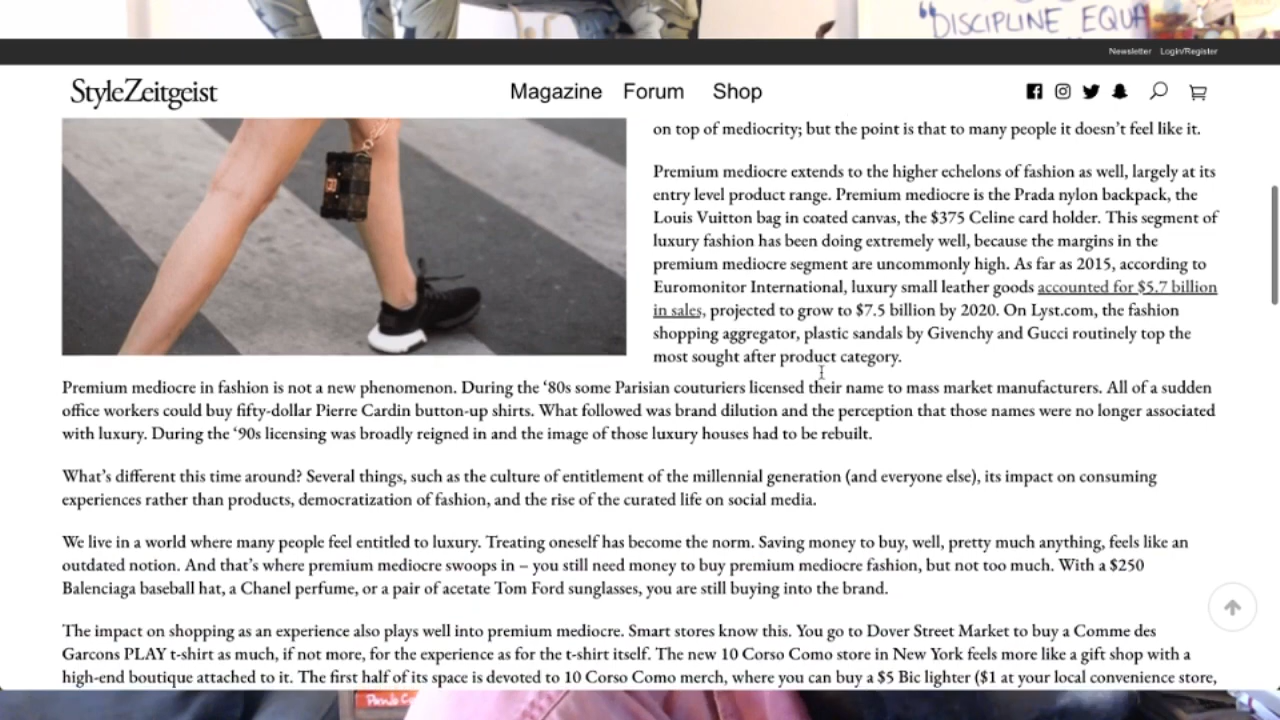 “DISCIPLINE EQUA
Newsletter Login/Register
StyleZeitgeist
Magazine Forum Shop
on top of mediocrity; but the point is that to many people it doesn’t feel like it.
Premium mediocre extends to the higher echelons of fashion as well, largely at its
entry level product range. Premium mediocre is the Prada nylon backpack, the
Louis Vuitton bag in coated canvas, the $375 Celine card holder. This segment of
luxury fashion has been doing extremely well, because the margins in the
premium mediocre segment are uncommonly high. As far as 2015, according to
Euromonitor International, luxury small leather goods accounted for $5.7 billion
in sales, projected to grow to $7.5 billion by 2020. On Lyst.com, the fashion
shopping aggregator, plastic sandals by Givenchy and Gucci routinely top the
most sought after product category.
Premium mediocre in fashion is not a new phenomenon. During the ‘80s some Parisian couturiers licensed their name to mass market manufacturers. All of a sudden
office workers could buy fifty-dollar Pierre Cardin button-up shirts. What followed was brand dilution and the perception that those names were no longer associated
with luxury. During the ‘90s licensing was broadly reigned in and the image of those luxury houses had to be rebuilt.
What’s different this time around? Several things, such as the culture of entitlement of the millennial generation (and everyone else), its impact on consuming
experiences rather than products, democratization of fashion, and the rise of the curated life on social media.
We live in a world where many people feel entitled to luxury. Treating oneself has become the norm. Saving money to buy, well, pretty much anything, feels like an
outdated notion. And that’s where premium mediocre swoops in – you still need money to buy premium mediocre fashion, but not too much. With a $250
Balenciaga baseball hat, a Chanel perfume, or a pair of acetate Tom Ford sunglasses, you are still buying into the brand.
The impact on shopping as an experience also plays well into premium mediocre. Smart stores know this. You go to Dover Street Market to buy a Comme des
Garcons PLAY t-shirt as much, if not more, for the experience as for the t-shirt itself. The new 10 Corso Como store in New York feels more like a gift shop with a
high-end boutique attached to it. The first half of its space is devoted to 10 Corso Como merch, where you can buy a $5 Bic lighter ($1 at your local convenience store,